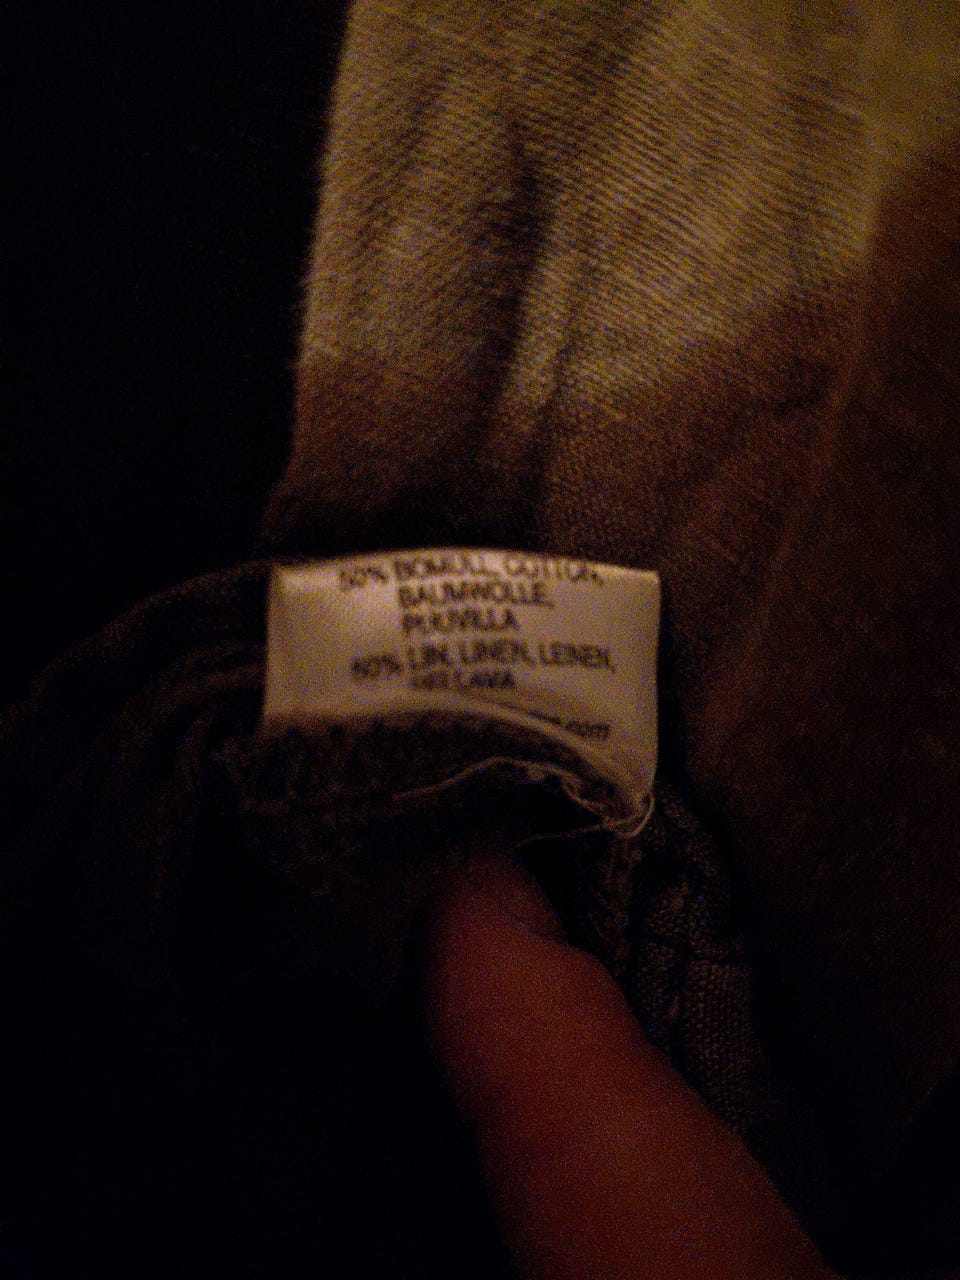 50% BOMULL, COTTON,
BAUMWOLLE,
PUUVILLA
50% LIN, LINEN, LEINEN,